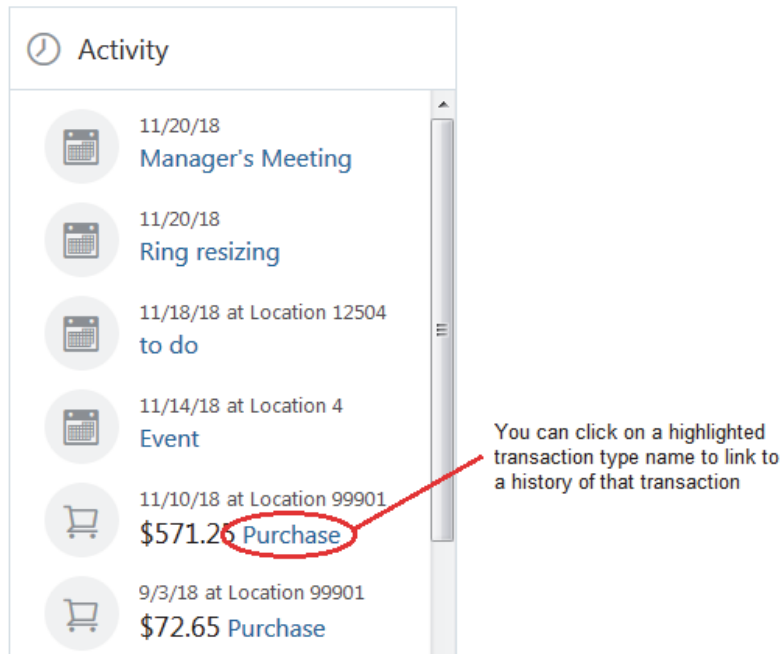 Activity
11/20/18
Manager's Meeting
11/20/18
Ring resizing
11/18/18 at Location 12504
to do
11/14/18 at Location 4
Event
11/10/18 at Location 99901
$571.25 Purchase
9/3/18 at Location 99901
$72.65 Purchase
You can click on a highlighted
transaction type name to link to
a history of that transaction